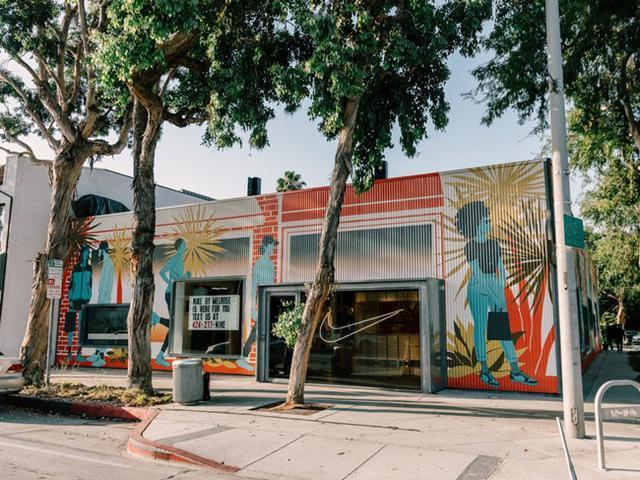 NIKE BY MELROSE
IS HERE FOR YOU
TEXT US AT
424-277-NIKE